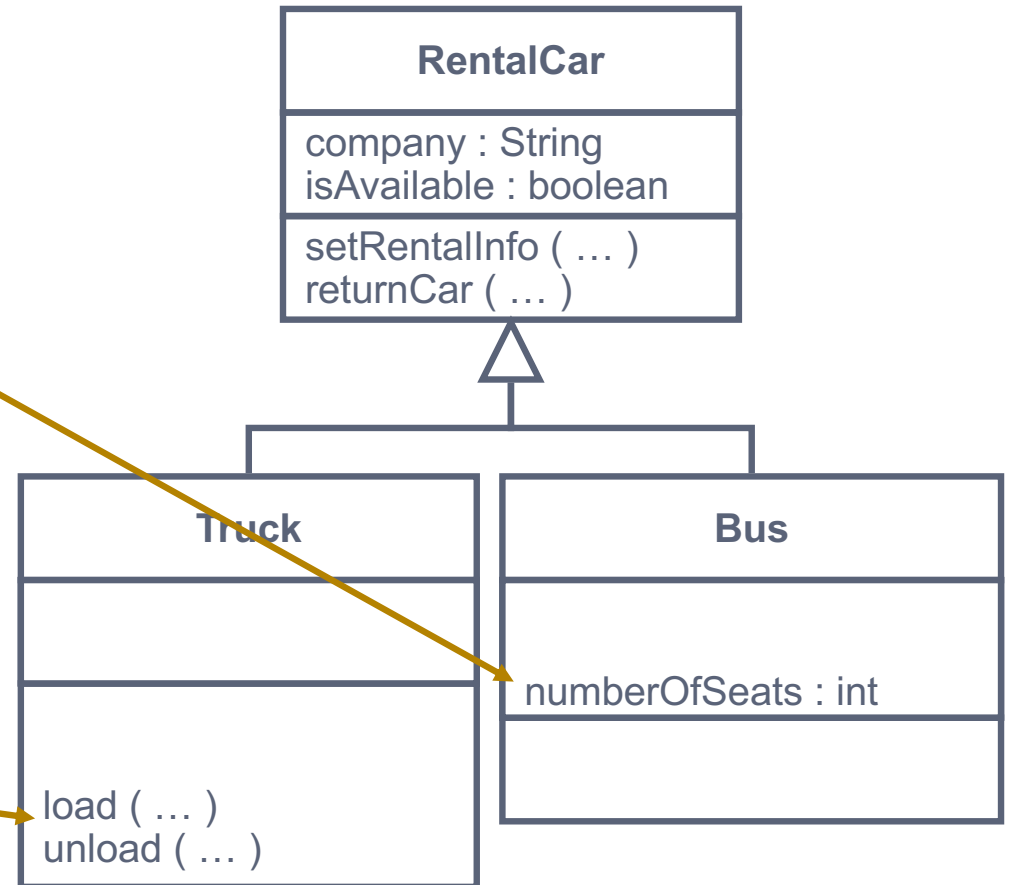 RentalCar
company : String
isAvailable : boolean
setRentalInfo ( … )
returnCar ( … )
Truck
load ( … )
unload ( … )
Bus
numberOfSeats : int